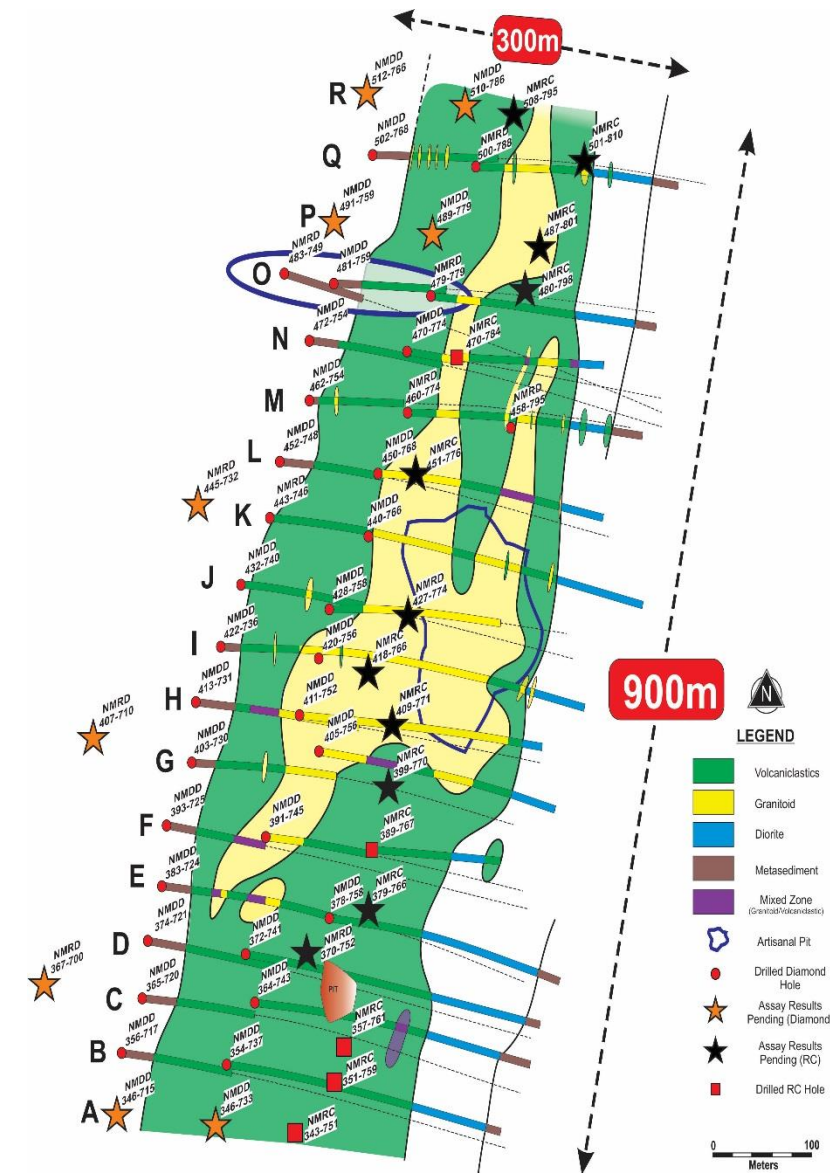 300m
R
NMDD
512-766
NMDD
510-786
NMRC
508-795
Q
NMDD
502-768
NMRD
500-788
NMRC
501-810
P
NMDD
491-759
NMDD
489-779
NMRC
487-801
O
NMRD
483-749
NMDD
481-759
NMRD
479-779
NMRC
480-798
N
NMDD
472-754
NMDD
470-774
NMRC
470-784
M
NMDD
462-754
NMRD
460-774
NMRD
458-795
L
NMDD
452-748
NMDD
450-768
NMRC
451-776
NMRD
445-732
K
NMRD
443-746
NMDD
440-766
J
NMDD
432-740
NMDD
428-758
NMRD
427-774
I
NMDD
422-736
NMDD
420-756
NMRC
418-766
H
NMDD
413-731
NMDD
411-752
NMRC
409-771
NMRD
407-710
G
NMDD
403-730
NMDD
405-756
NMRC
399-770
F
NMDD
393-725
NMDD
391-745
NMRC
389-767
E
NMDD
383-724
NMDD
378-758
NMRC
379-766
D
NMDD
374-721
NMDD
372-741
NMRD
370-752
NMRD
367-700
C
NMDD
365-720
NMDD
364-743
PIT
NMRC
357-761
B
NMDD
356-717
NMDD
354-737
NMRC
351-759
A
NMDD
346-715
NMDD
346-733
NMRC
343-751
900m
N
LEGEND
Volcaniclastics
Granitoid
Diorite
Metasediment
Mixed Zone
(Granitoid/Volcaniclastic)
Artisanal Pit
Drilled Diamond
Hole
Assay Results
Pending (Diamond
Assay Results
Pending (RC)
Drilled RC Hole
0 100
Meters